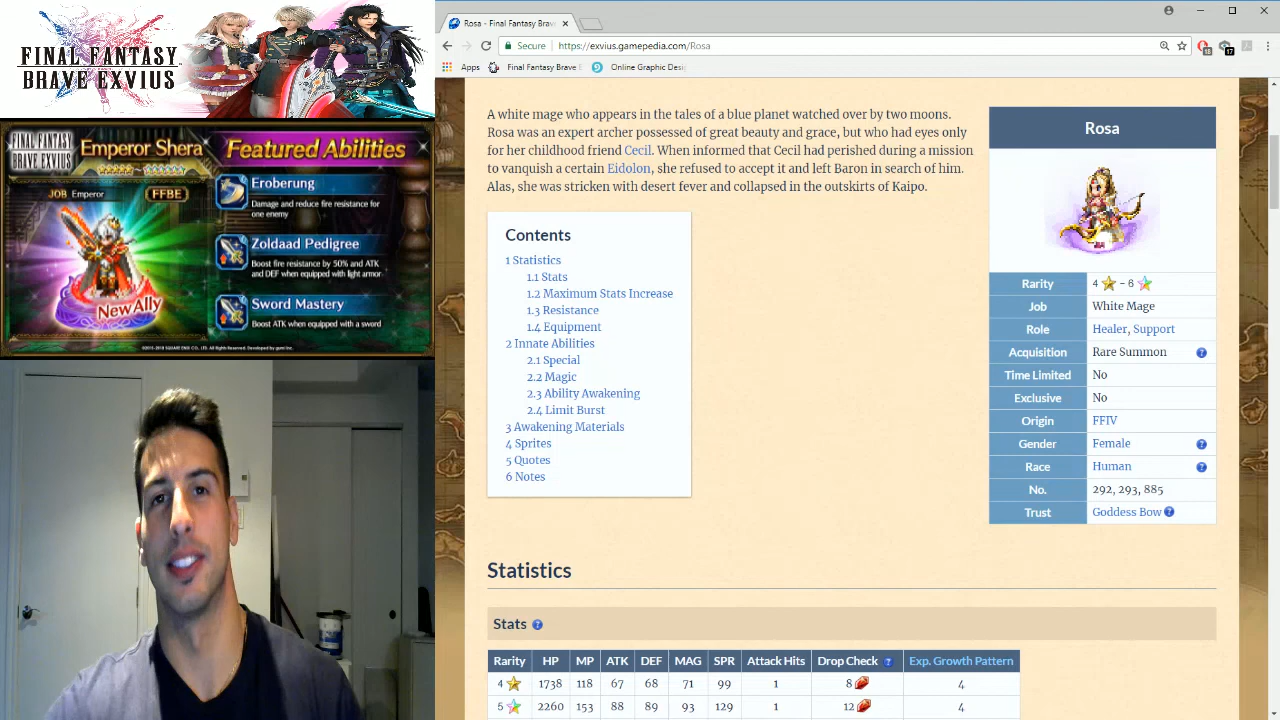 FINAL FANTASY
BRAVE EXVIUS
FINAL FANTASY
BRAVE EXVIUS
Emperor Shera
JOB Emperor
FFBE
New Ally
Featured Abilities
Eroberung
Damage and reduce fire resistance for
one enemy
Zoldaad Pedigree
Boost fire resistance by 50% and ATK
and DEF when equipped with light armor
Sword Mastery
Boost ATK when equipped with a sword
Rosa - Final Fantasy Brav
Secure
https://exvius.gamepedia.com/Rosa
18
17
Apps
Final Fantasy Brave E
Online Graphic Desig
A white mage who appears in the tales of a blue planet watched over by two moons.
Rosa was an expert archer possessed of great beauty and grace, but who had eyes only
for her childhood friend Cecil. When informed that Cecil had perished during a mission
to vanquish a certain Eidolon, she refused to accept it and left Baron in search of him.
Alas, she was stricken with desert fever and collapsed in the outskirts of Kaipo.
Contents
1 Statistics
1.1 Stats
1.2 Maximum Stats Increase
1.3 Resistance
1.4 Equipment
2 Innate Abilities
2.1 Special
2.2 Magic
2.3 Ability Awakening
2.4 Limit Burst
3 Awakening Materials
4 Sprites
5 Quotes
6 Notes
Rosa
Rarity 4 - 6
Job White Mage
Role Healer, Support
Acquisition Rare Summon ?
Time Limited No
Exclusive No
Origin FFIV
Gender Female ?
Race Human ?
No. 292, 293, 885
Trust Goddess Bow ?
Statistics
Stats ?
Rarity HP MP ATK DEF MAG SPR Attack Hits Drop Check ? Exp. Growth Pattern
4 1738 118 67 68 71 99 1 8 4
5 2260 153 88 89 93 129 1 12 4